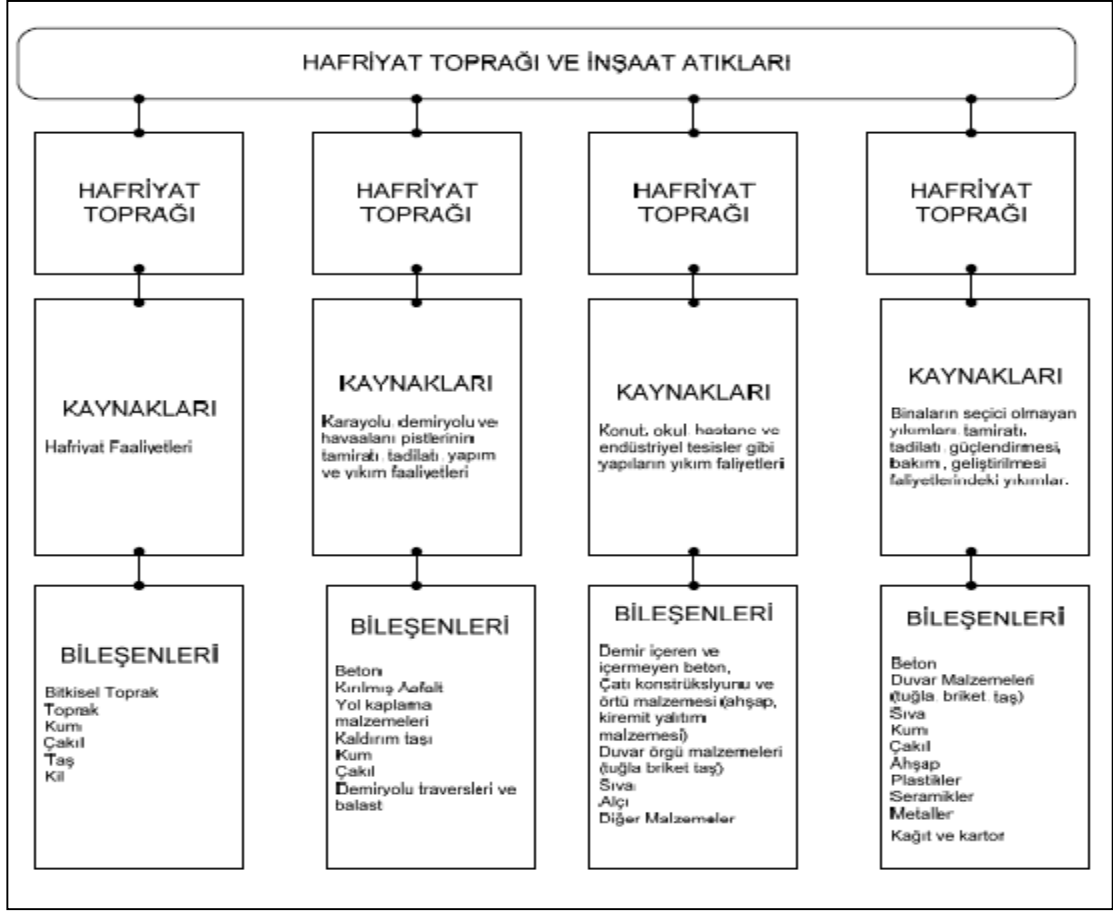 HAFRİYAT TOPRAĞI VE İNŞAAT ATIKLARI
HAFRİYAT
TOPRAĞI
KAYNAKLARI
Hafriyat Faaliyetleri
BİLEŞENLERİ
Bitkisel Toprak
Toprak
Kum
Çakıl
Taş
Kil
HAFRİYAT
TOPRAĞI
KAYNAKLARI
Karayolu, demiryolu ve
havaalanı pistlerinin
tamiratı, tadilatı, yapım
ve yıkım faaliyetleri
BİLEŞENLERİ
Beton
Kırılmış Asfalt
Yol kaplama
malzemeleri
Kaldırım taşı
Kum
Çakıl
Demiryolu traversleri ve
balast
HAFRİYAT
TOPRAĞI
KAYNAKLARI
Konut, okul, hastane ve
endüstriyel tesisler gibi
yapıların yıkım faliyetleri
BİLEŞENLERİ
Demir içeren ve
içermeyen beton,
Çatı konstrüksiyunu ve
örtü malzemesi (ahşap,
kiremit yalıtım
malzemesi)
Duvar örgü malzemeleri
(tuğla briket taş)
Sıva
Alçı
Diğer Malzemeler
HAFRİYAT
TOPRAĞI
KAYNAKLARI
Binaların seçici olmayan
yıkımları, tamiratı,
tadilatı, güçlendirmesi,
bakım, geliştirilmesi
faliyetlerindeki yıkımlar.
BİLEŞENLERİ
Beton
Duvar Malzemeleri
(tuğla, briket, taş)
Sıva
Kum
Çakıl
Ahşap
Plastikler
Seramikler
Metaller
Kağıt ve karton